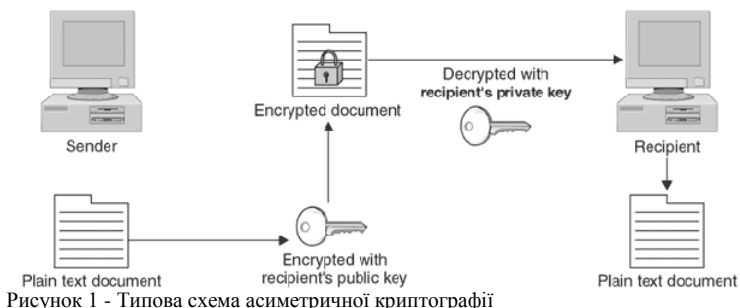 Sender
Encrypted document
Decrypted with
recipient's private key
Recipient
Plain text document
Encrypted with
recipient's public key
Plain text document
Рисунок 1 - Типова схема асиметричної криптографії